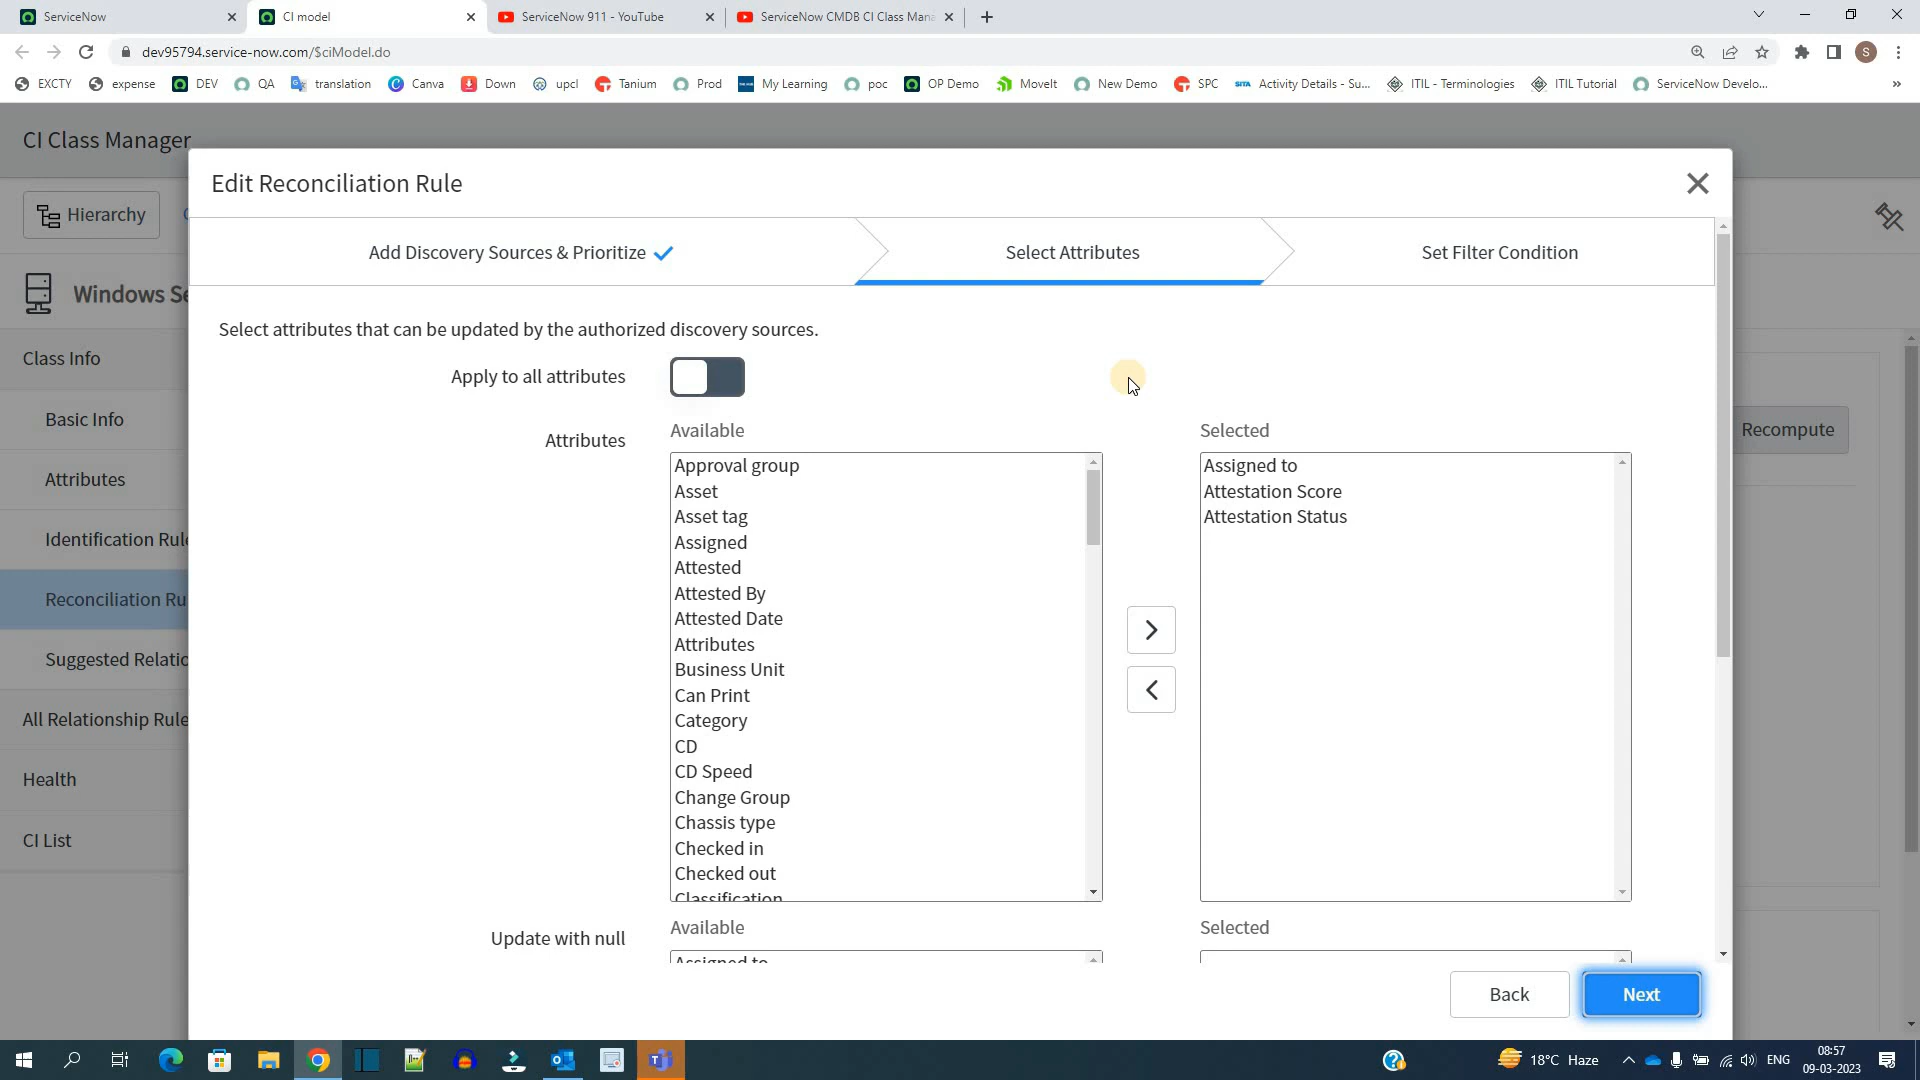 ServiceNow
CI model
ServiceNow 911 - YouTube
ServiceNow CMDB CI Class Mana
dev95794.service-now.com/$ciModel.do
S
EXCTY
expense
DEV
QA
translation
Canva
Down
upcl
Tanium
Prod
My Learning
poc
OP Demo
MoveIt
New Demo
SPC
SITA
Activity Details - Su...
ITIL - Terminologies
ITIL Tutorial
ServiceNow Develo...
»
CI Class Manager
Edit Reconciliation Rule
Hierarchy
Add Discovery Sources & Prioritize
Select Attributes
Set Filter Condition
Windows Se
Class Info
Basic Info
Attributes
Identification Rule
Reconciliation Ru
Suggested Relatio
All Relationship Rule
Health
CI List
Recompute
Select attributes that can be updated by the authorized discovery sources.
Apply to all attributes
Attributes
Available
Approval group
Asset
Asset tag
Assigned
Attested
Attested By
Attested Date
Attributes
Business Unit
Can Print
Category
CD
CD Speed
Change Group
Chassis type
Checked in
Checked out
Classification
Selected
Assigned to
Attestation Score
Attestation Status
Update with null
Available
Assigned to
Selected
Back
Next
18°C Haze
ENG
08:57
09-03-2023